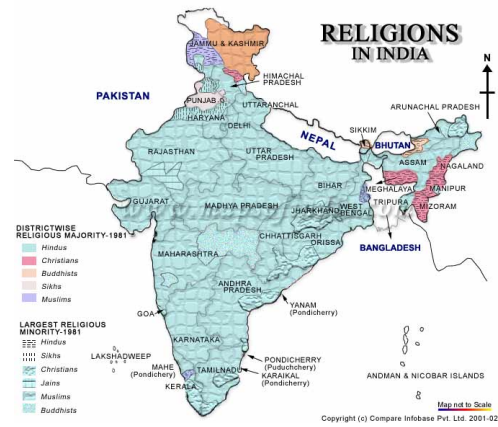 RELIGIONS
IN INDIA
N
JAMMU & KASHMIR
HIMACHAL
PRADESH
PAKISTAN
PUNJAB
UTTARANCHAL
HARYANA
DELHI
ARUNACHAL PRADESH
NEPAL
SIKKIM
BHUTAN
RAJASTHAN
UTTAR
PRADESH
ASSAM
NAGALAND
BIHAR
MEGHALAYA
MANIPUR
GUJARAT
MADHYA PRADESH
JHARKHAND
WEST
BENGAL
TRIPURA
MIZORAM
CHHATTISGARH
ORISSA
BANGLADESH
DISTRICTWISE
RELIGIOUS MAJORITY-1981
Hindus
Christians
Buddhists
Sikhs
Muslims
MAHARASHTRA
ANDHRA
PRADESH
YANAM
(Pondicherry)
GOA
LARGEST RELIGIOUS
MINORITY-1981
Hindus
Sikhs
Christians
Jains
Muslims
Buddhists
KARNATAKA
LAKSHADWEEP
MAHE
(Pondichery)
KERALA
TAMILNADU
PONDICHERRY
(Puduchery)
KARAIKAL
(Pondicherry)
ANDMAN & NICOBAR ISLANDS
Map not to Scale
Copyright (c) Compare Infobase Pvt. Ltd. 2001-02